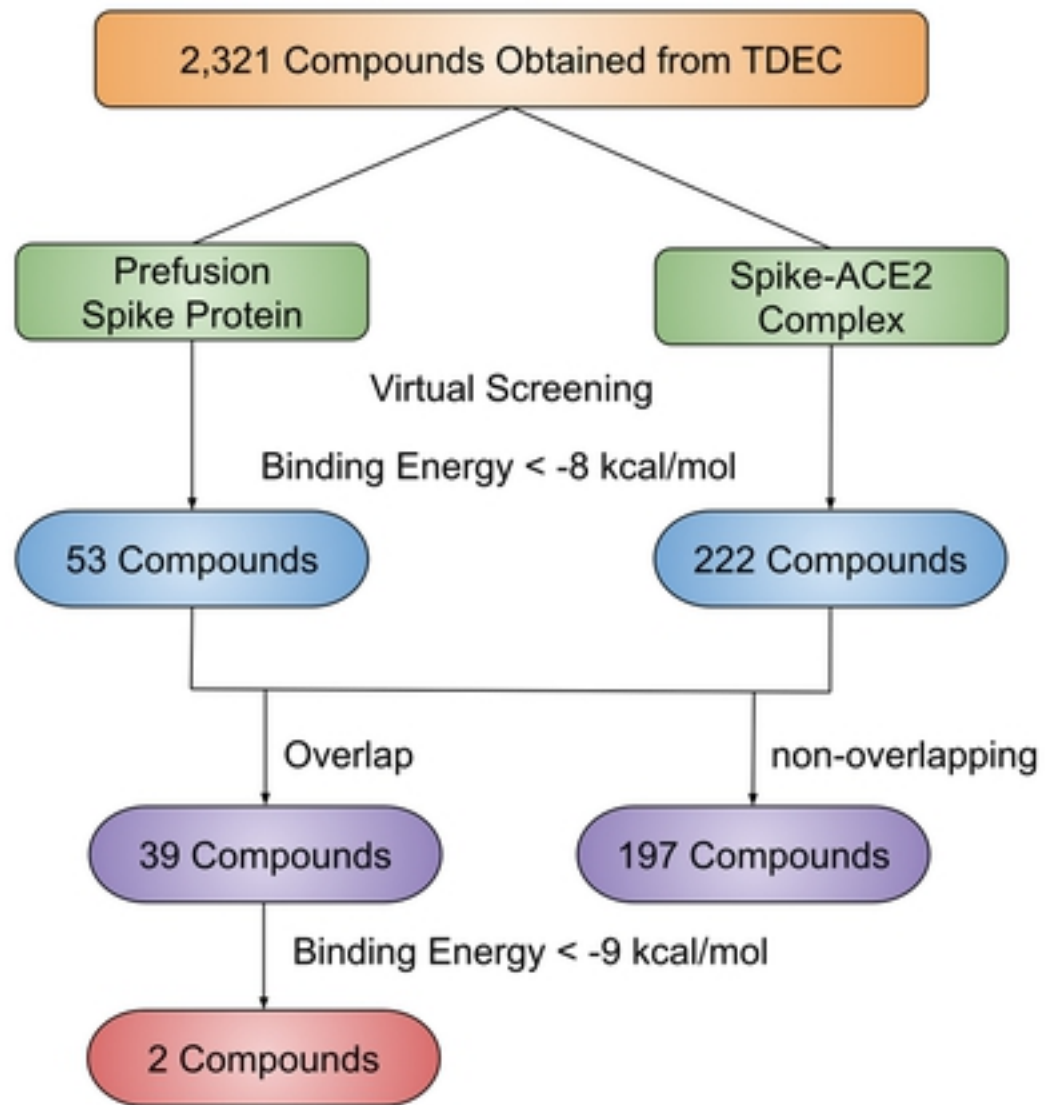 2,321 Compounds Obtained from TDEC
Prefusion
Spike Protein
Spike-ACE2
Complex
Virtual Screening
Binding Energy < -8 kcal/mol
53 Compounds
222 Compounds
Overlap
non-overlapping
39 Compounds
197 Compounds
Binding Energy < -9 kcal/mol
2 Compounds